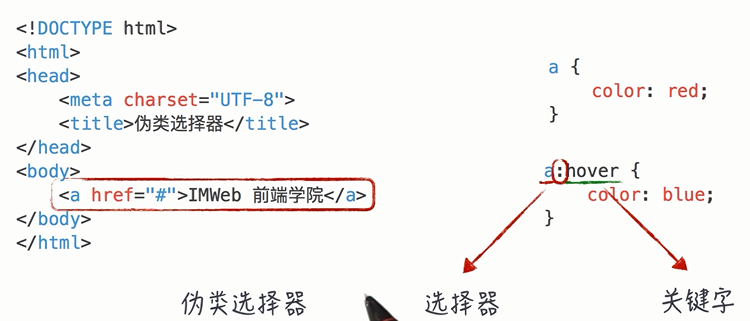 <!DOCTYPE html>
<html>
<head>
<meta charset="UTF-8">
<title>伪类选择器</title>
</head>
<body>
<a href="#">IMWeb 前端学院</a>
</body>
</html>
a {
color: red;
}
a:hover {
color: blue;
}
伪类选择器
选择器
关键字